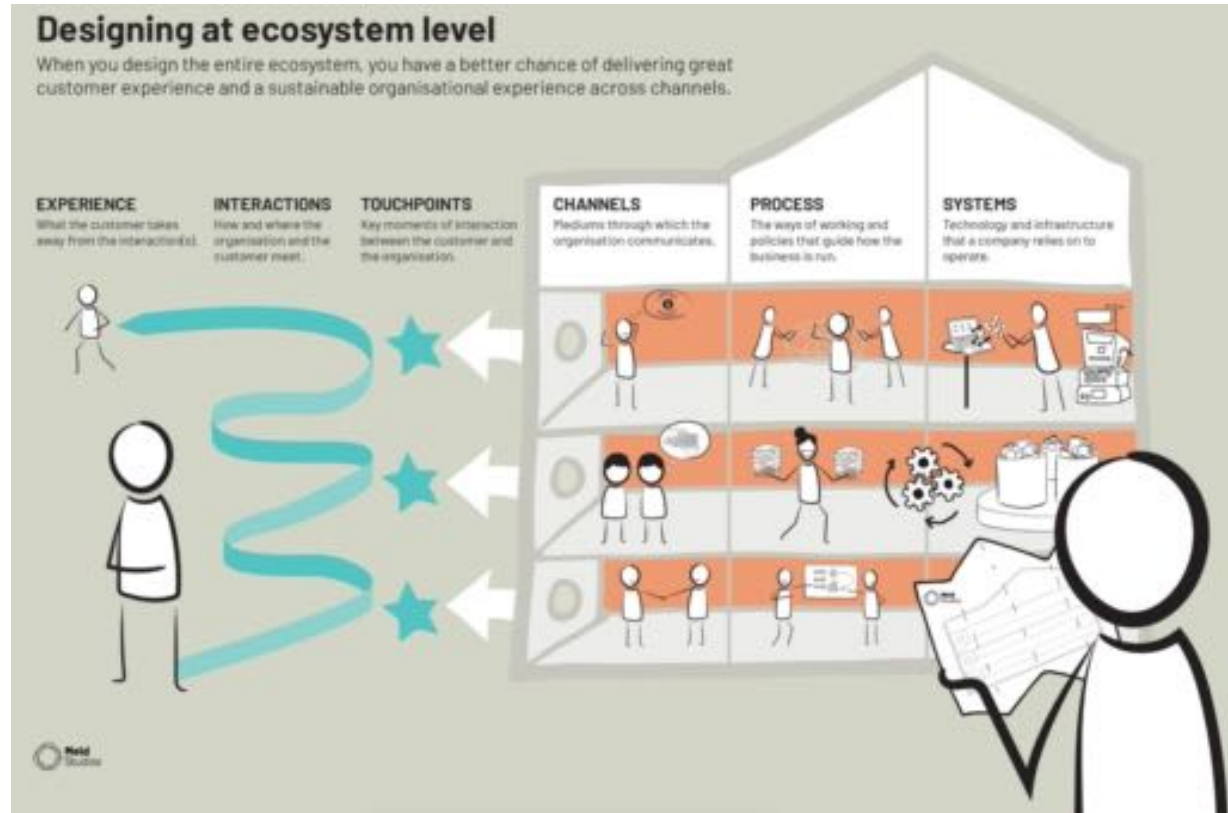 Designing at ecosystem level
When you design the entire ecosystem, you have a better chance of delivering great
customer experience and a sustainable organisational experience across channels.
EXPERIENCE
What the customer takes
away from the interaction(s).
INTERACTIONS
How and where the
organisation and the
customer meet.
TOUCHPOINTS
Key moments of interaction
between the customer and
the organisation.
CHANNELS
Mediums through which the
organisation communicates.
PROCESS
The ways of working and
policies that guide how the
business is run.
SYSTEMS
Technology and infrastructure
that a company relies on to
operate.
Meld
Studios